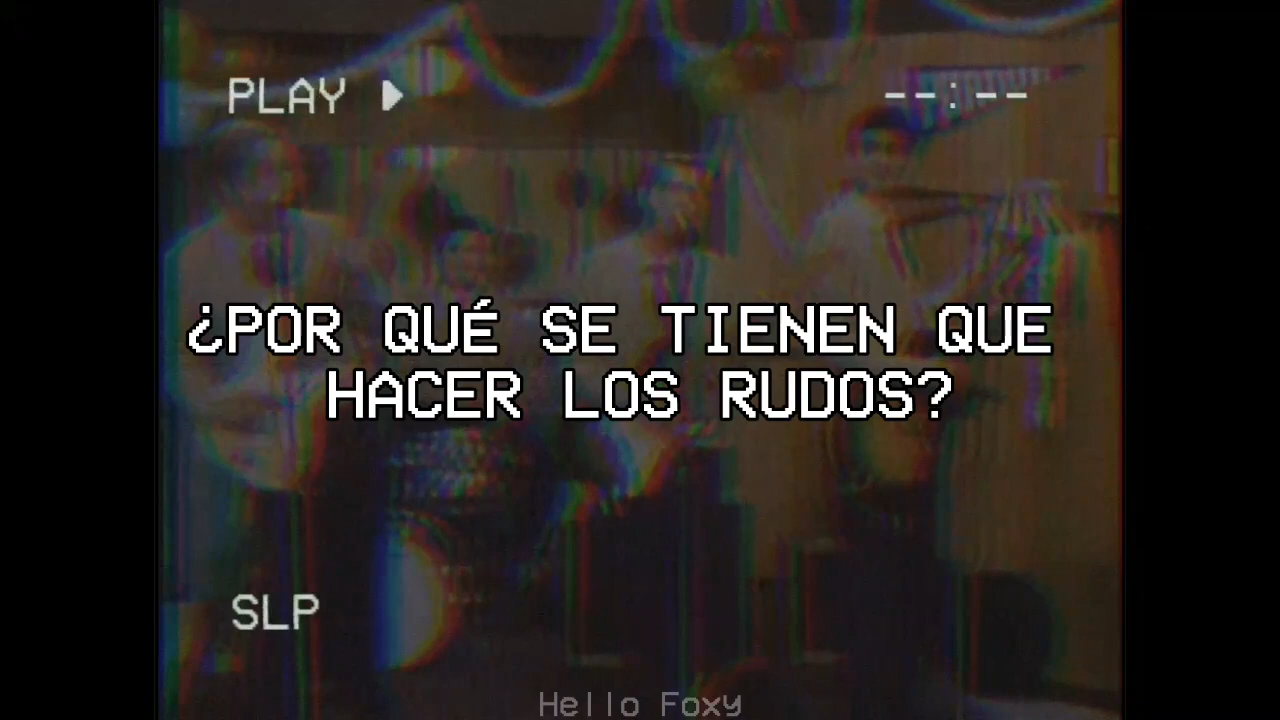 PLAY
--:--
¿POR QUÉ SE TIENEN QUE
HACER LOS RUDOS?
SLP
Hello Foxy